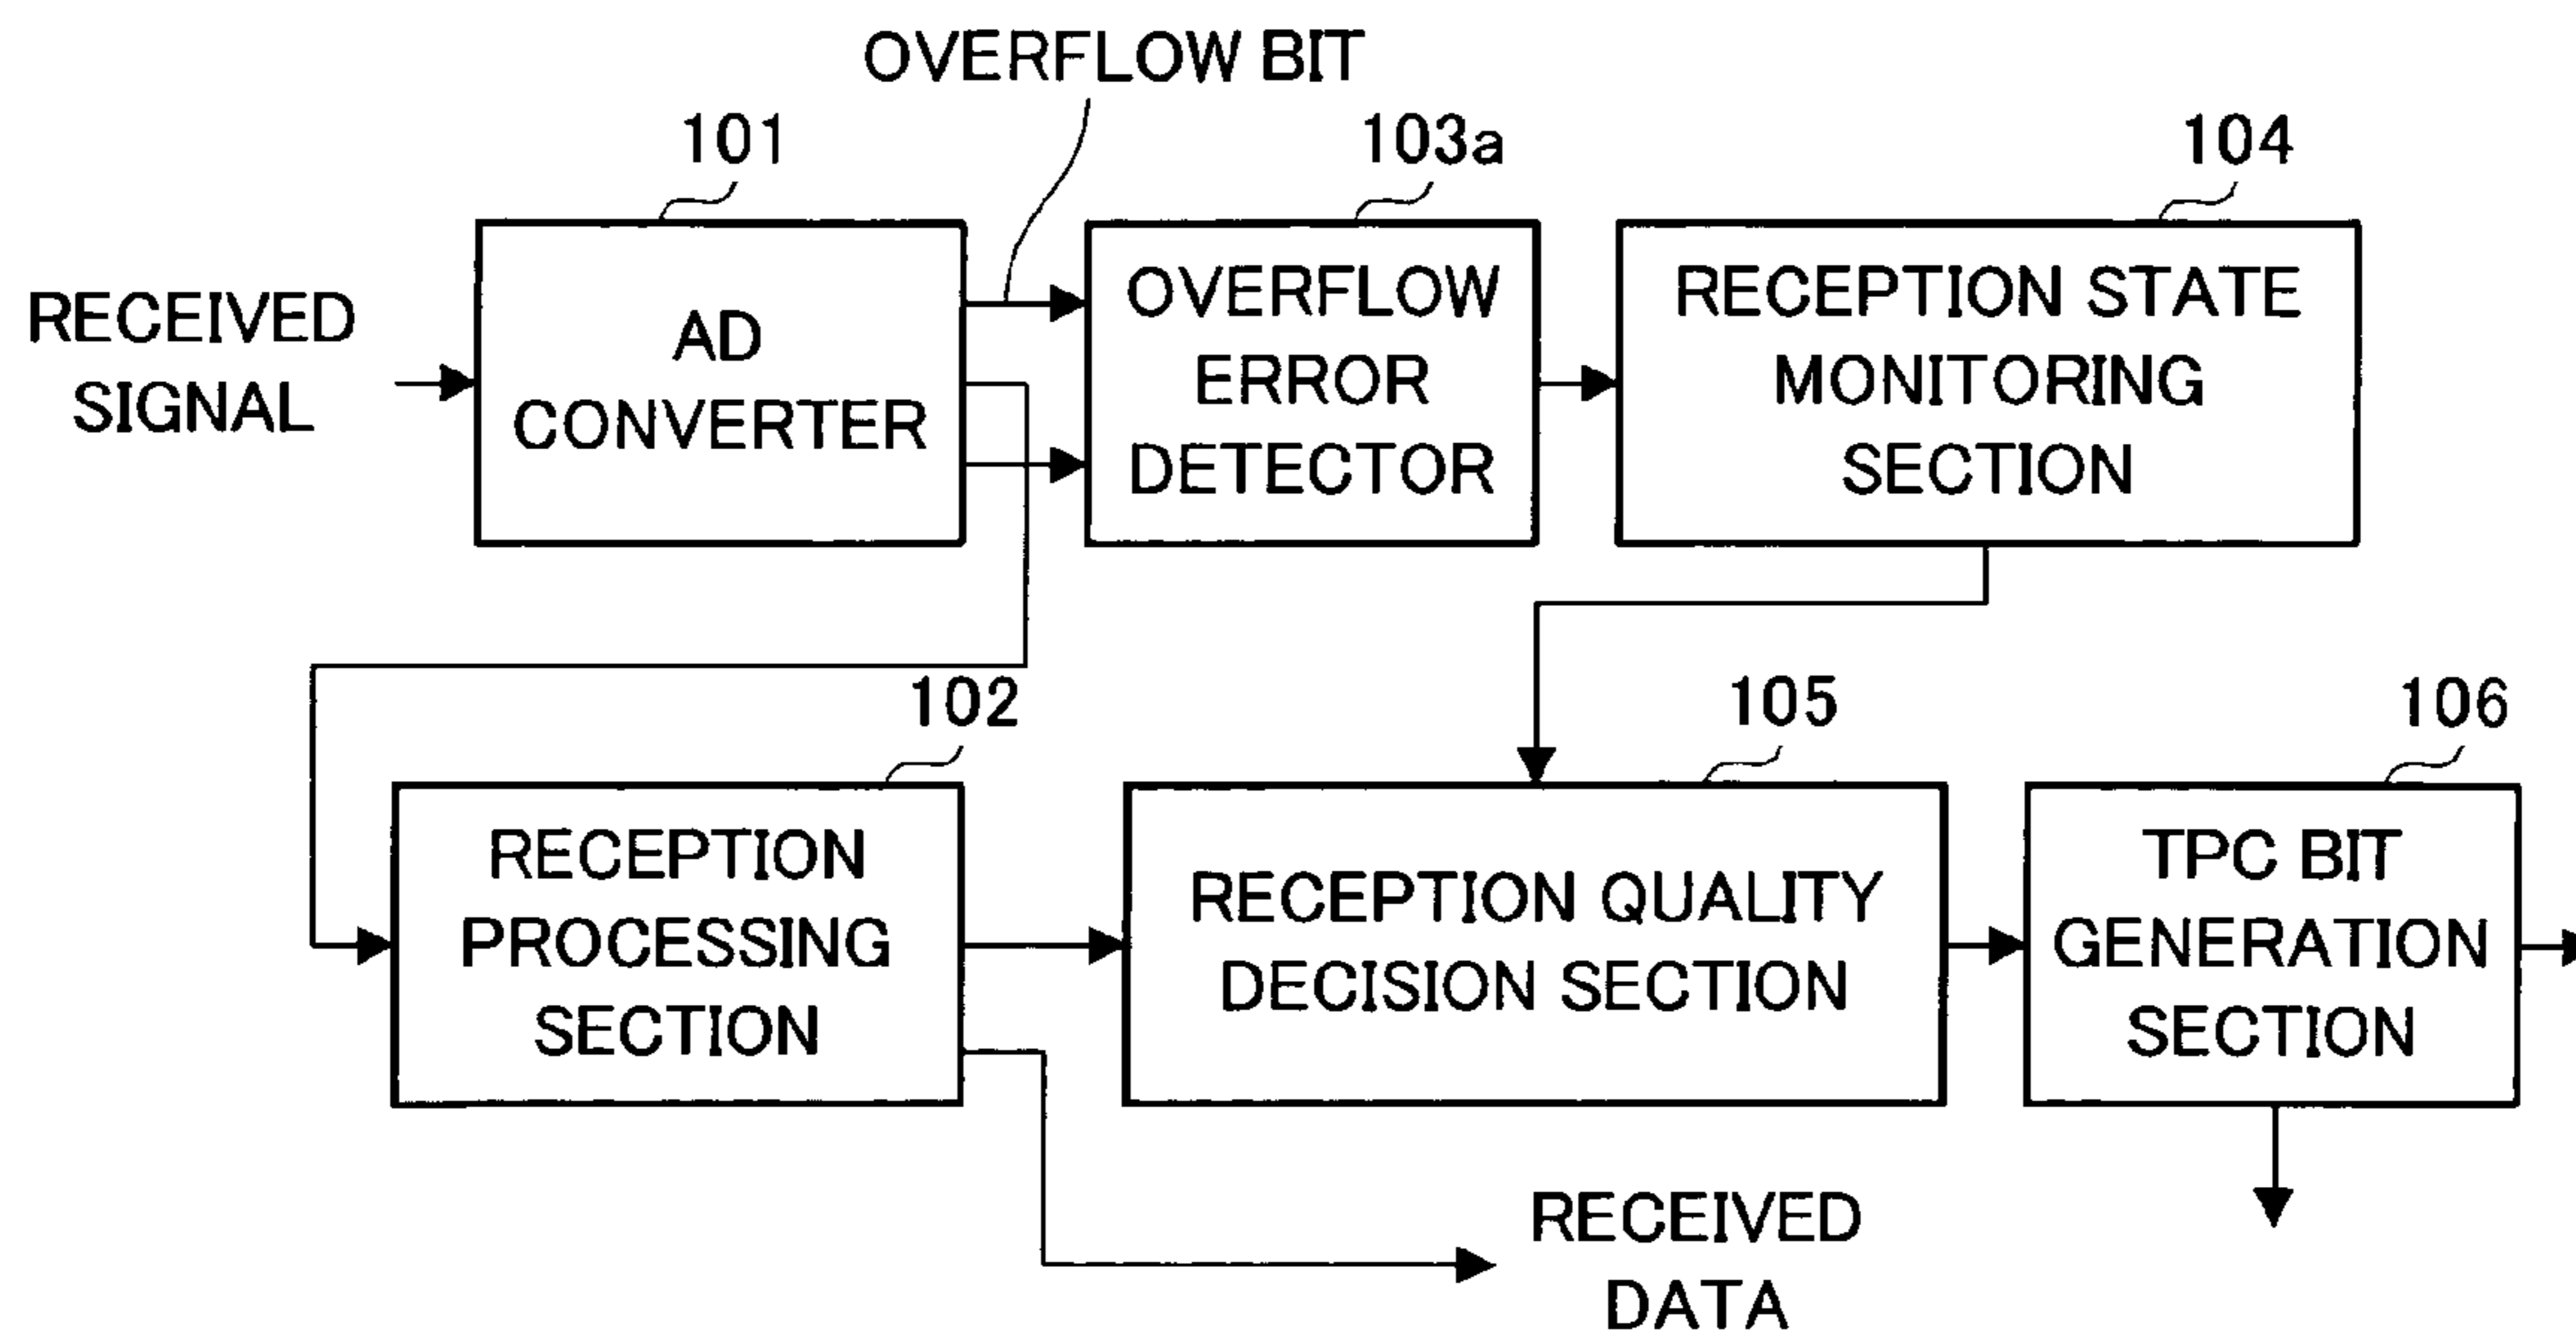 OVERFLOW BIT
101
103a
104
RECEIVED
SIGNAL
AD
CONVERTER
OVERFLOW
ERROR
DETECTOR
RECEPTION STATE
MONITORING
SECTION
102
105
106
RECEPTION
PROCESSING
SECTION
RECEPTION QUALITY
DECISION SECTION
TPC BIT
GENERATION
SECTION
RECEIVED
DATA